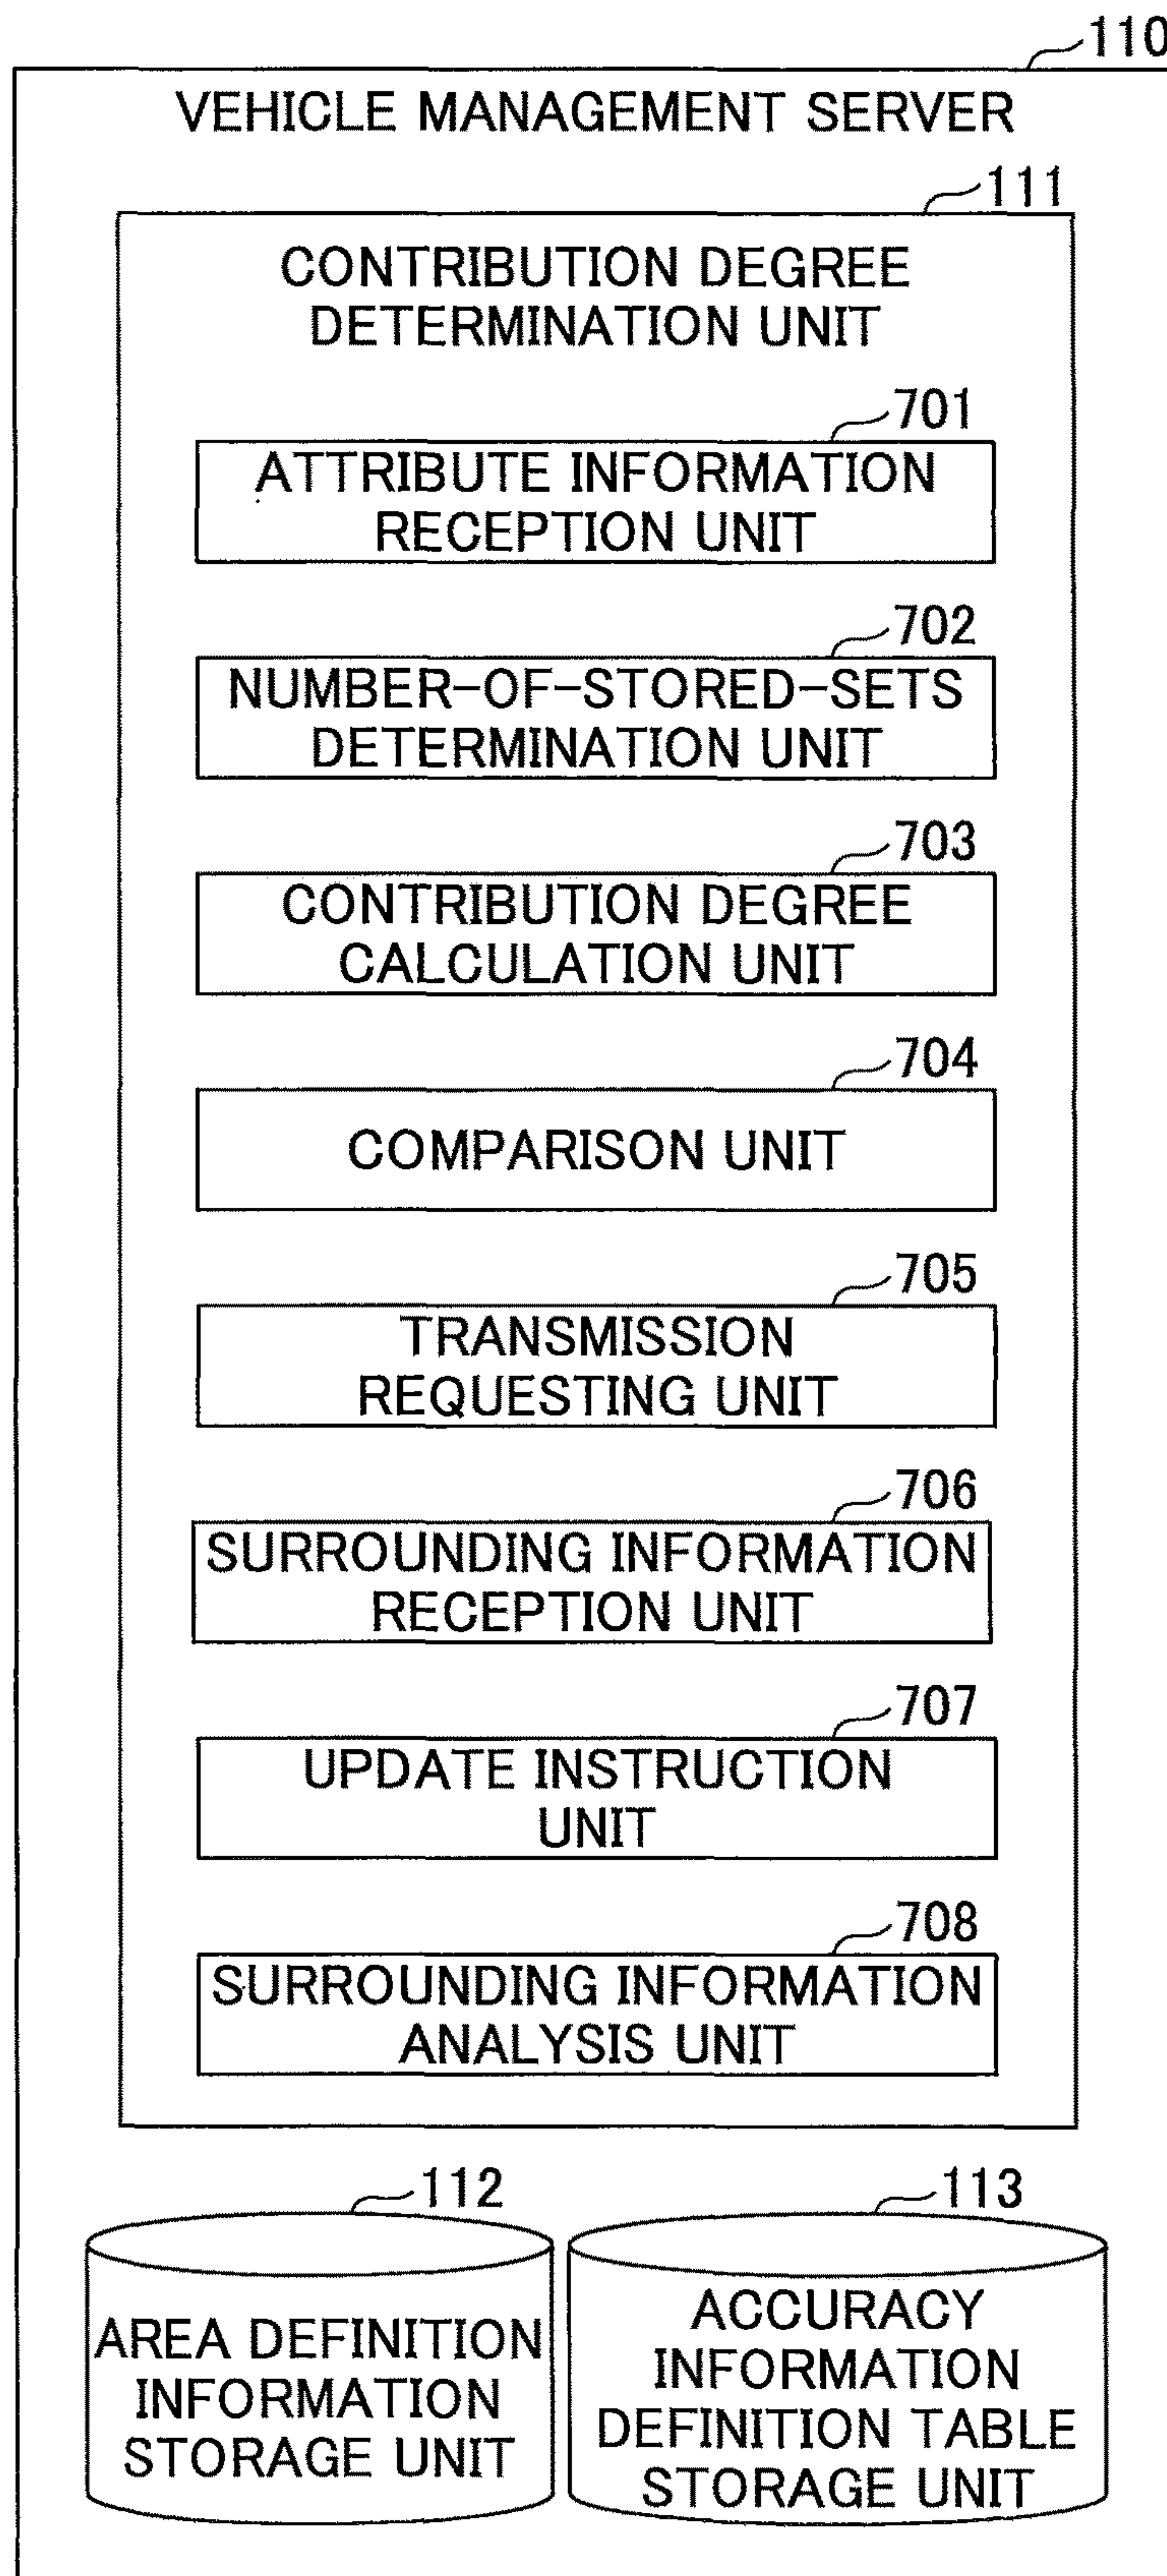 110
VEHICLE MANAGEMENT SERVER
111
CONTRIBUTION DEGREE
DETERMINATION UNIT
701
ATTRIBUTE INFORMATION
RECEPTION UNIT
702
NUMBER-OF-STORED-SETS
DETERMINATION UNIT
703
CONTRIBUTION DEGREE
CALCULATION UNIT
704
COMPARISON UNIT
705
TRANSMISSION
REQUESTING UNIT
706
SURROUNDING INFORMATION
RECEPTION UNIT
707
UPDATE INSTRUCTION
UNIT
708
SURROUNDING INFORMATION
ANALYSIS UNIT
112
AREA DEFINITION
INFORMATION
STORAGE UNIT
113
ACCURACY
INFORMATION
DEFINITION TABLE
STORAGE UNIT